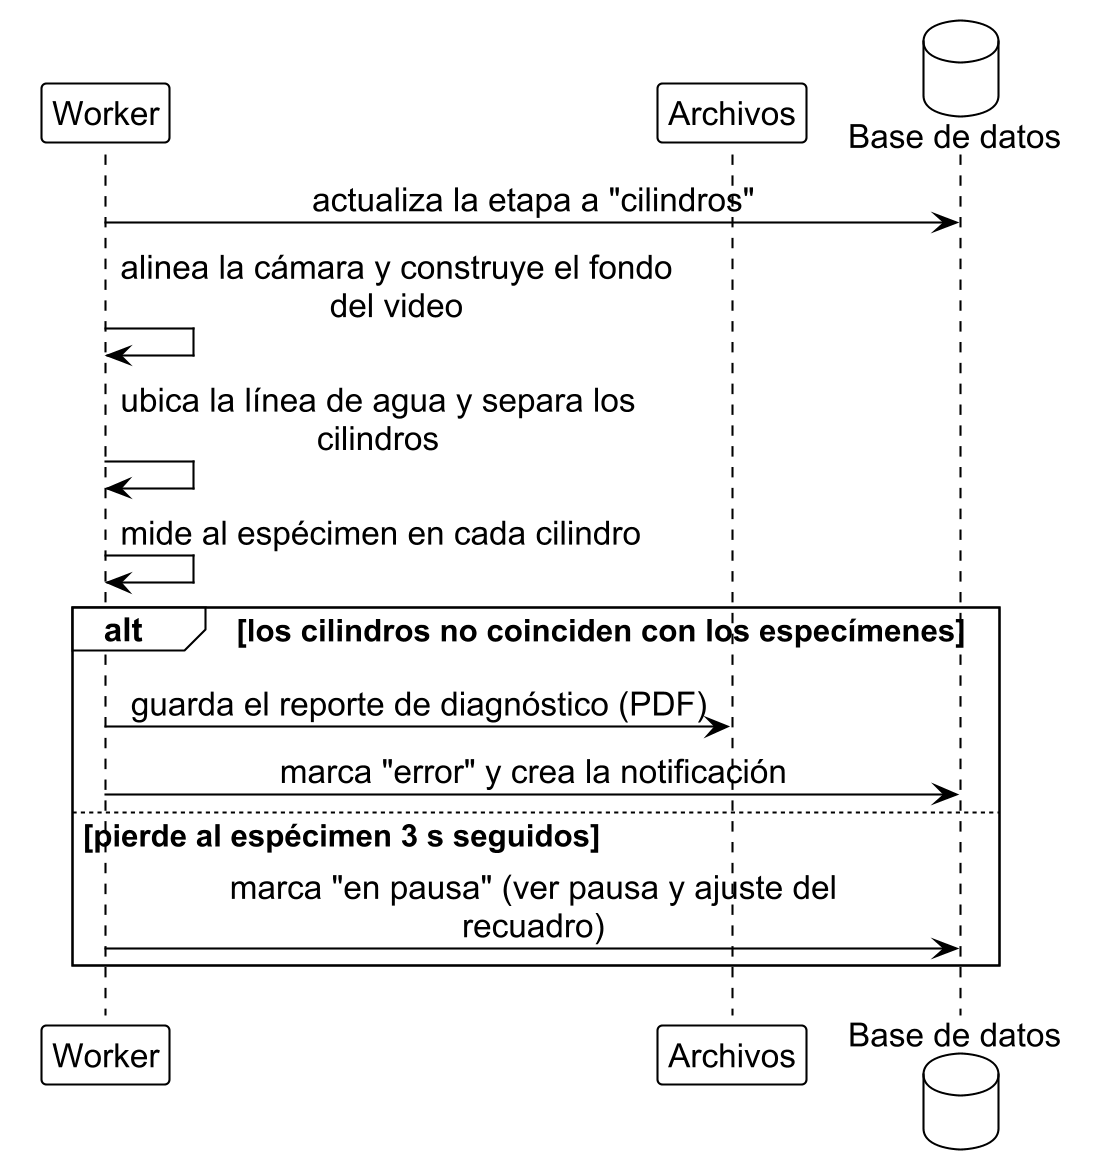 Worker
Archivos
Base de datos
actualiza la etapa a "cilindros"
alinea la cámara y construye el fondo
del video
ubica la línea de agua y separa los
cilindros
mide al espécimen en cada cilindro
alt
[los cilindros no coinciden con los especímenes]
guarda el reporte de diagnóstico (PDF)
marca "error" y crea la notificación
[pierde al espécimen 3 s seguidos]
marca "en pausa" (ver pausa y ajuste del
recuadro)
Worker
Archivos
Base de datos